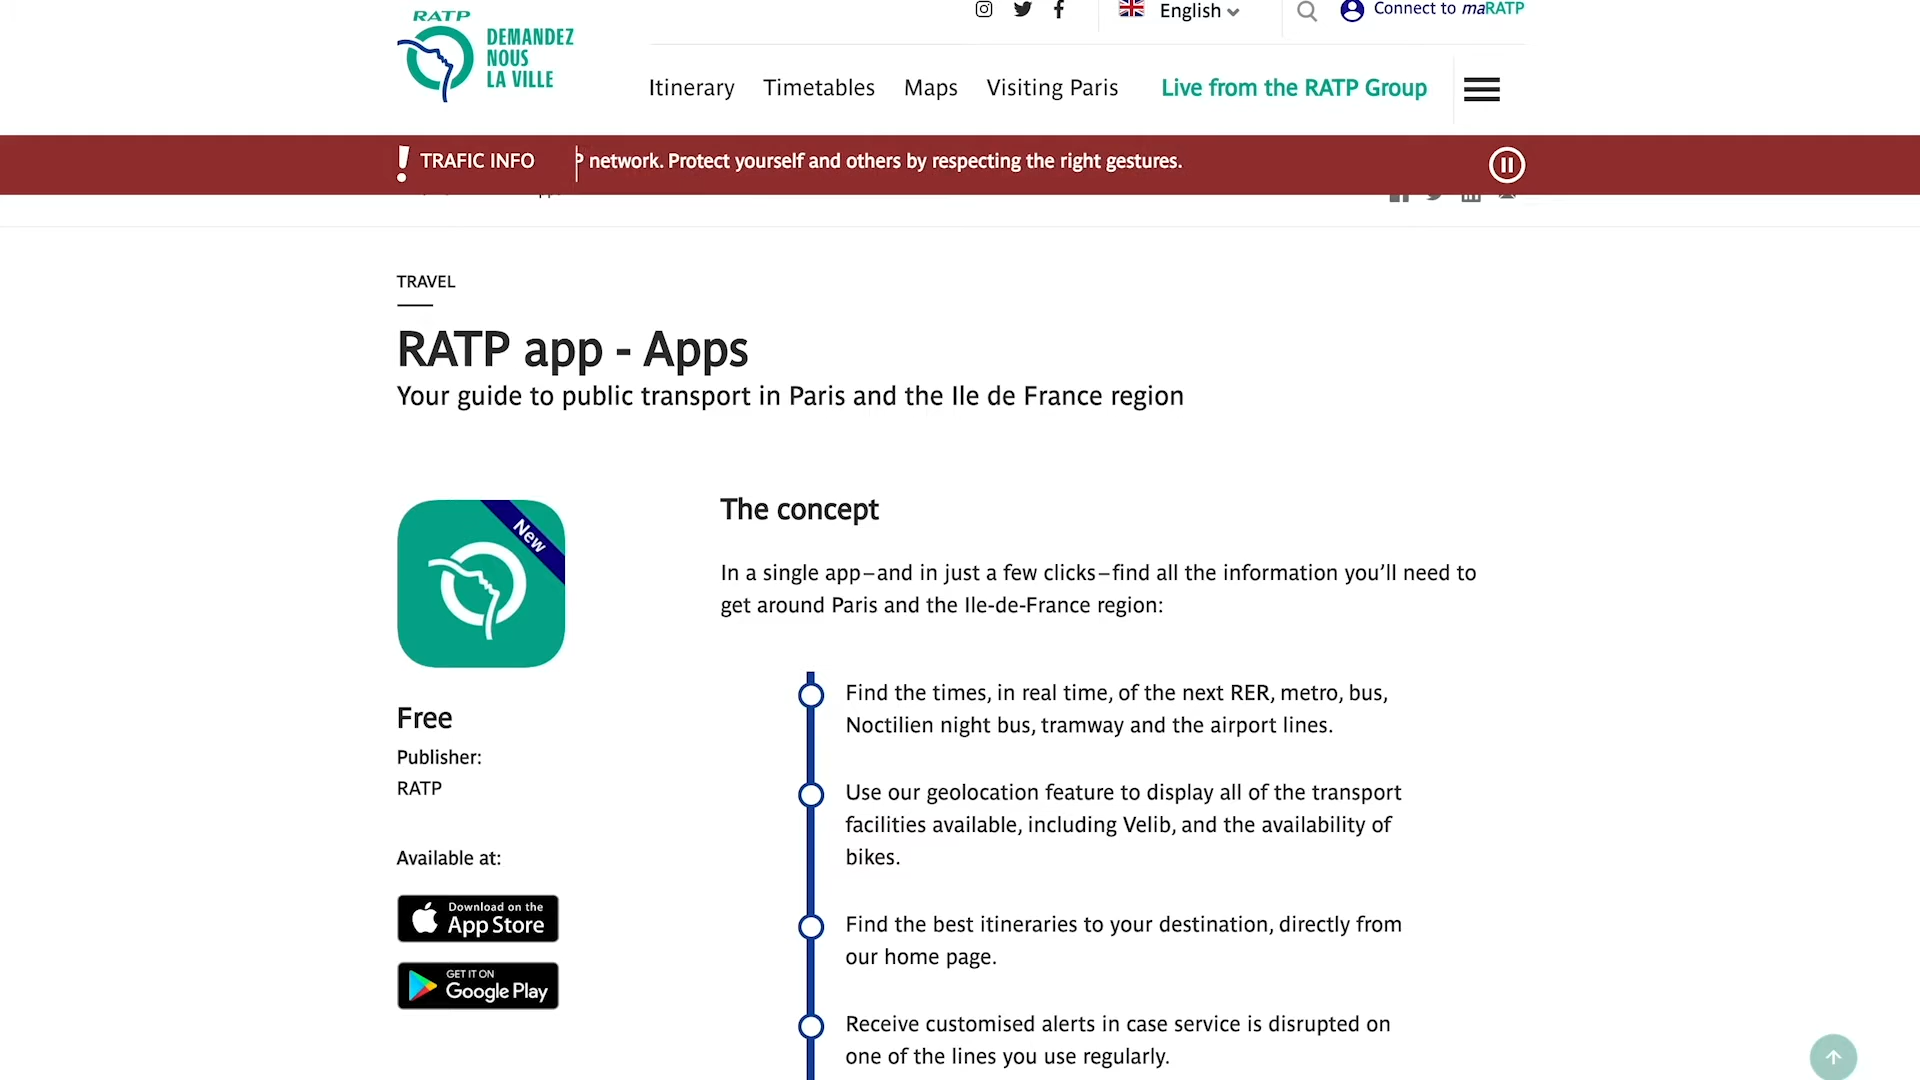 RATP
DEMANDEZ
NOUS
LA VILLE
English
Connect to maRATP
Itinerary
Timetables
Maps
Visiting Paris
Live from the RATP Group
TRAFIC INFO
network. Protect yourself and others by respecting the right gestures.
TRAVEL
RATP app - Apps
Your guide to public transport in Paris and the Ile de France region
New
Free
Publisher:
RATP
Available at:
Download on the
App Store
GET IT ON
Google Play
The concept
In a single app–and in just a few clicks–find all the information you’ll need to
get around Paris and the Ile-de-France region:
Find the times, in real time, of the next RER, metro, bus,
Noctilien night bus, tramway and the airport lines.
Use our geolocation feature to display all of the transport
facilities available, including Velib, and the availability of
bikes.
Find the best itineraries to your destination, directly from
our home page.
Receive customised alerts in case service is disrupted on
one of the lines you use regularly.